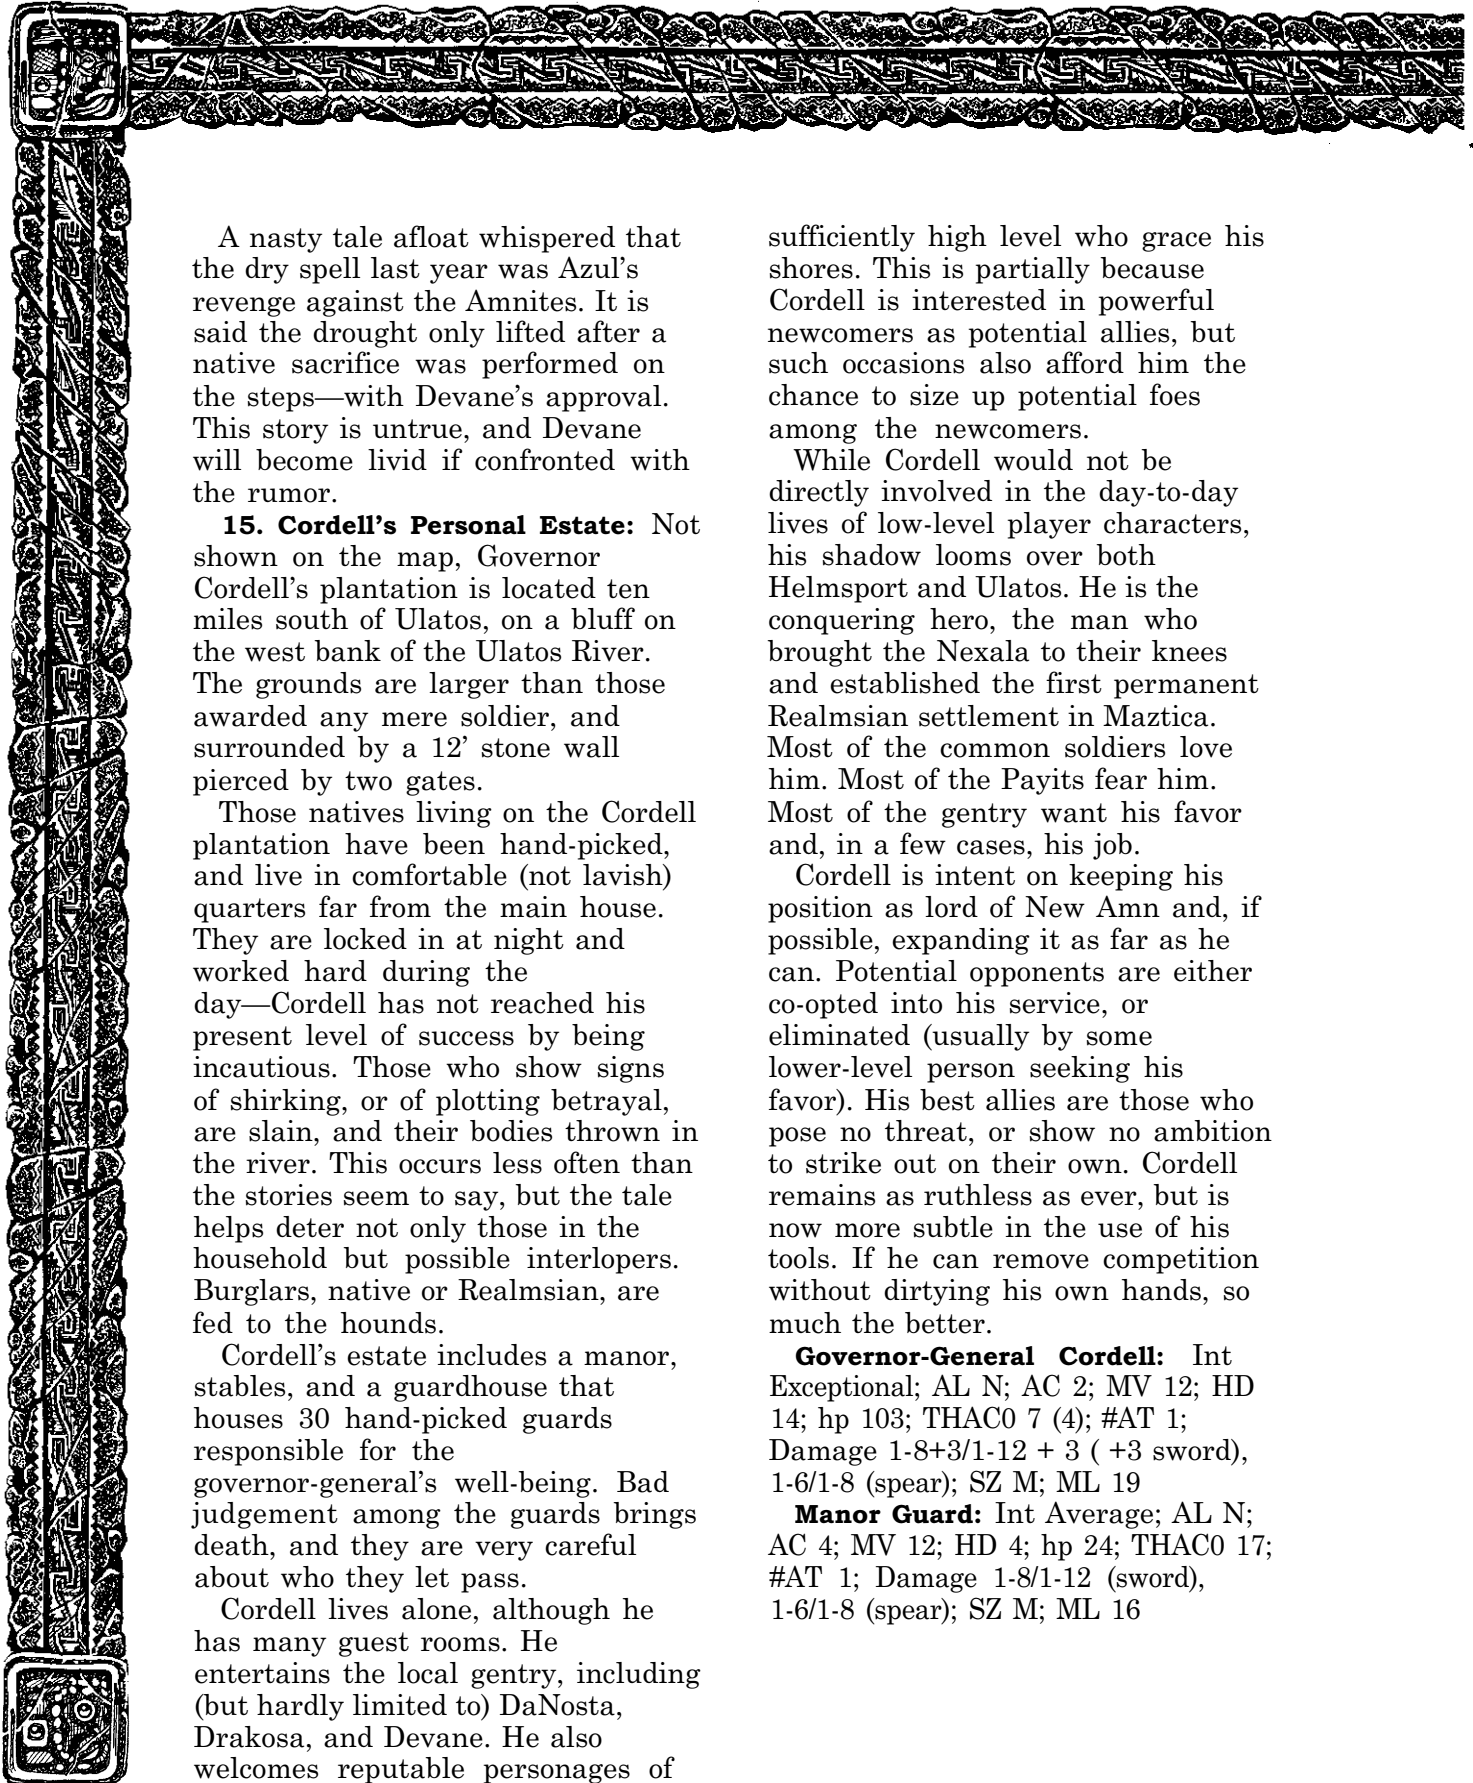 A nasty tale afloat whispered that
the dry spell last year was Azul’s
revenge against the Amnites. It is
said the drought only lifted after a
native sacrifice was performed on
the steps—with Devane’s approval.
This story is untrue, and Devane
will become livid if confronted with
the rumor.
15. Cordell’s Personal Estate: Not
shown on the map, Governor
Cordell’s plantation is located ten
miles south of Ulatos, on a bluff on
the west bank of the Ulatos River.
The grounds are larger than those
awarded any mere soldier, and
surrounded by a 12’ stone wall
pierced by two gates.
Those natives living on the Cordell
plantation have been hand-picked,
and live in comfortable (not lavish)
quarters far from the main house.
They are locked in at night and
worked hard during the
day—Cordell has not reached his
present level of success by being
incautious. Those who show signs
of shirking, or of plotting betrayal,
are slain, and their bodies thrown in
the river. This occurs less often than
the stories seem to say, but the tale
helps deter not only those in the
household but possible interlopers.
Burglars, native or Realmsian, are
fed to the hounds.
Cordell’s estate includes a manor,
stables, and a guardhouse that
houses 30 hand-picked guards
responsible for the
governor-general’s well-being. Bad
judgement among the guards brings
death, and they are very careful
about who they let pass.
Cordell lives alone, although he
has many guest rooms. He
entertains the local gentry, including
(but hardly limited to) DaNosta,
Drakosa, and Devane. He also
welcomes reputable personages of
sufficiently high level who grace his
shores. This is partially because
Cordell is interested in powerful
newcomers as potential allies, but
such occasions also afford him the
chance to size up potential foes
among the newcomers.
While Cordell would not be
directly involved in the day-to-day
lives of low-level player characters,
his shadow looms over both
Helmsport and Ulatos. He is the
conquering hero, the man who
brought the Nexala to their knees
and established the first permanent
Realmsian settlement in Maztica.
Most of the common soldiers love
him. Most of the Payits fear him.
Most of the gentry want his favor
and, in a few cases, his job.
Cordell is intent on keeping his
position as lord of New Amn and, if
possible, expanding it as far as he
can. Potential opponents are either
co-opted into his service, or
eliminated (usually by some
lower-level person seeking his
favor). His best allies are those who
pose no threat, or show no ambition
to strike out on their own. Cordell
remains as ruthless as ever, but is
now more subtle in the use of his
tools. If he can remove competition
without dirtying his own hands, so
much the better.
Governor-General Cordell: Int
Exceptional; AL N; AC 2; MV 12; HD
14; hp 103; THAC0 7 (4); #AT 1;
Damage 1-8+3/1-12 + 3 ( +3 sword),
1-6/1-8 (spear); SZ M; ML 19
Manor Guard: Int Average; AL N;
AC 4; MV 12; HD 4; hp 24; THAC0 17;
#AT 1; Damage 1-8/1-12 (sword),
1-6/1-8 (spear); SZ M; ML 16